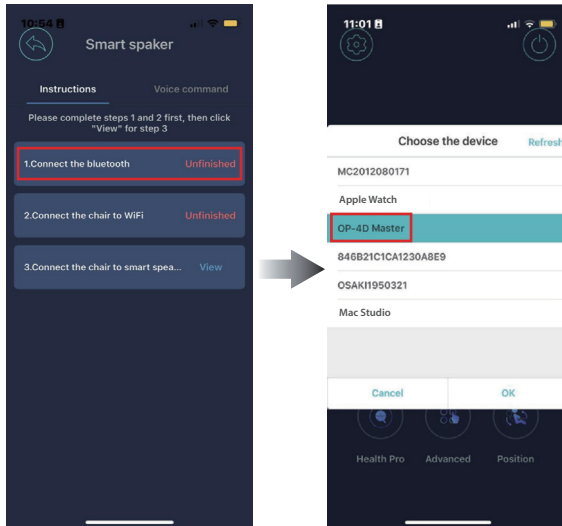 10:54
Smart spaker
Instructions
Voice command
Please complete steps 1 and 2 first, then click
"View" for step 3
1.Connect the bluetooth
Unfinished
2.Connect the chair to WiFi
Unfinished
3.Connect the chair to smart spea...
View
11:01
Choose the device
Refresh
MC2012080171
Apple Watch
OP-4D Master
846B21C1CA1230A8E9
OSAKI1950321
Mac Studio
Cancel
OK
Health Pro
Advanced
Position